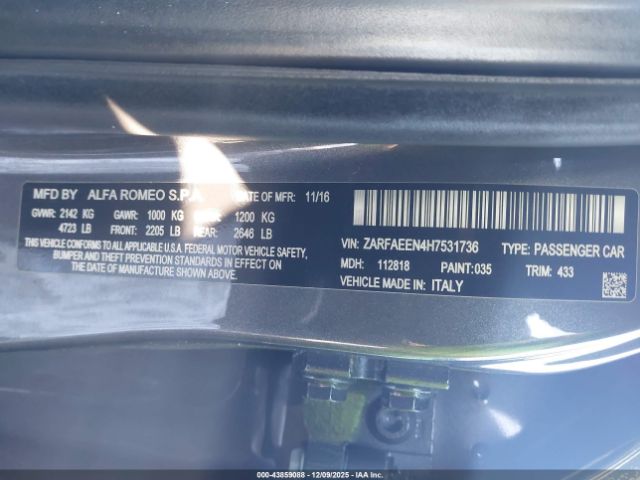 MFD BY ALFA ROMEO S.P.A. DATE OF MFR: 11/16
GVWR: 2142 KG GAWR: 1000 KG 1200 KG
4723 LB FRONT: 2205 LB REAR: 2646 LB
THIS VEHICLE CONFORMS TO ALL APPLICABLE U.S.A. FEDERAL MOTOR VEHICLE SAFETY,
BUMPER AND THEFT PREVENTION STANDARDS IN EFFECT ON
THE DATE OF MANUFACTURE SHOWN ABOVE.
VIN: ZARFAEEN4H7531736 TYPE: PASSENGER CAR
MDH: 112818 PAINT: 035 TRIM: 433
VEHICLE MADE IN: ITALY
000-43859088 - 12/09/2025 - IAA Inc.